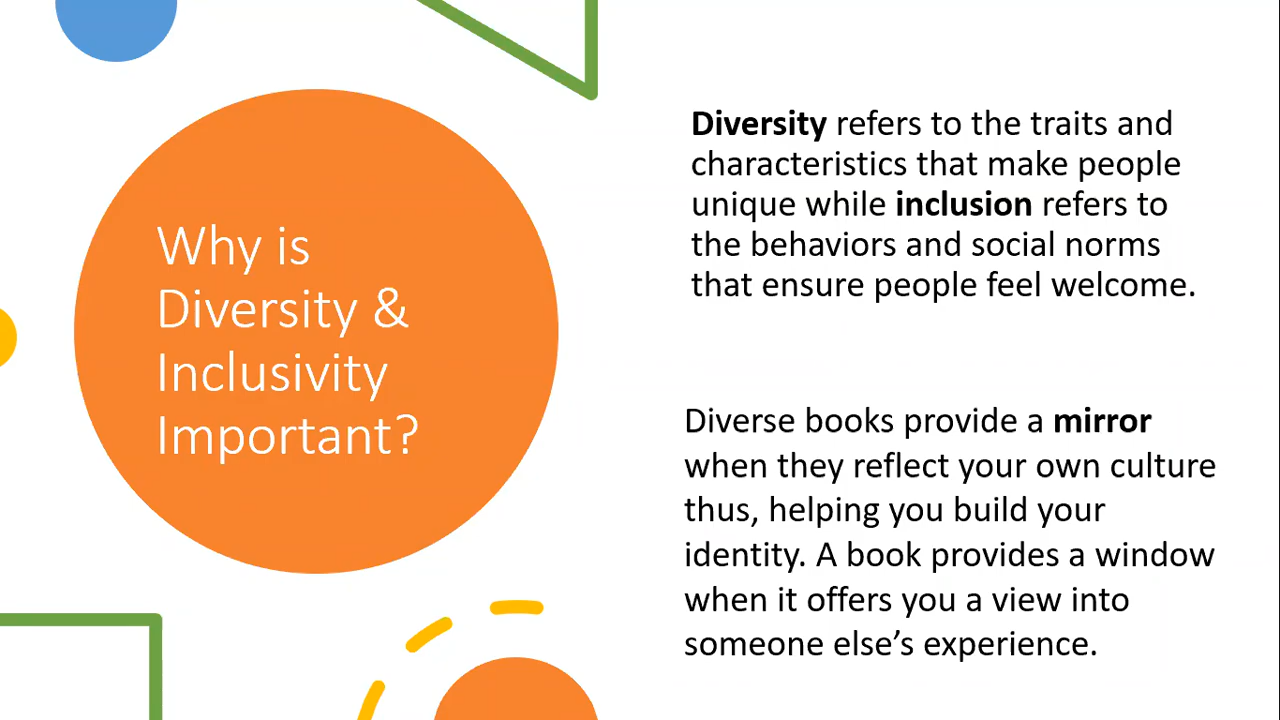 Why is
Diversity &
Inclusivity
Important?
Diversity refers to the traits and
characteristics that make people
unique while inclusion refers to
the behaviors and social norms
that ensure people feel welcome.
Diverse books provide a mirror
when they reflect your own culture
thus, helping you build your
identity. A book provides a window
when it offers you a view into
someone else’s experience.